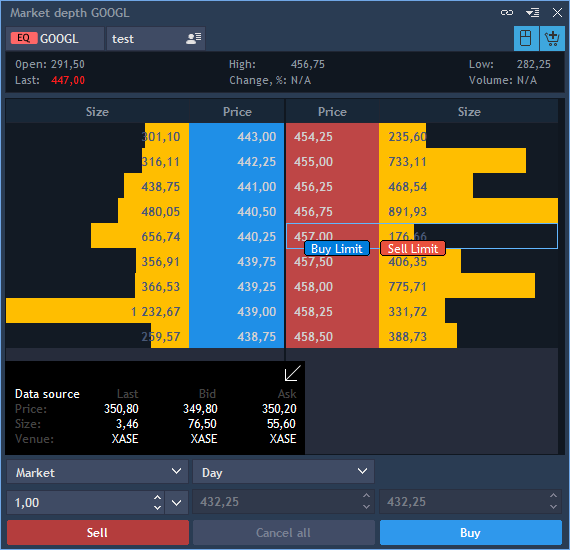 Market depth GOOGL
EQ GOOGL test
Open: 291,50 High: 456,75 Low: 282,25
Last: 447,00 Change, %: N/A Volume: N/A
Size Price Price Size
301,10 443,00 454,25 235,60
316,11 442,25 455,00 733,11
438,75 441,00 456,25 468,54
480,05 440,50 456,75 891,93
656,74 440,25 457,00 176,66
Buy Limit Sell Limit
356,91 439,75 457,50 406,35
366,53 439,25 458,00 775,71
1 232,67 439,00 458,25 331,72
259,57 438,75 458,50 388,73
Data source Last Bid Ask
Price: 350,80 349,80 350,20
Size: 3,46 76,50 55,60
Venue: XASE XASE XASE
Market Day
1,00 432,25 432,25
Sell Cancel all Buy